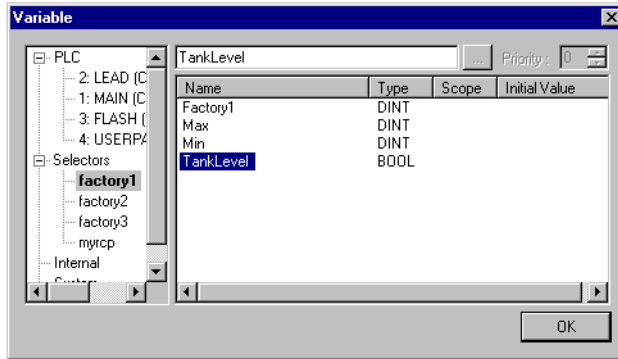 Variable
PLC
2: LEAD (C
1: MAIN (C
3: FLASH (
4: USERPA
Selectors
factory1
factory2
factory3
myrcp
Internal
TankLevel
...
Priority: 0
Name Type Scope Initial Value
Factory1 DINT
Max DINT
Min DINT
TankLevel BOOL
OK